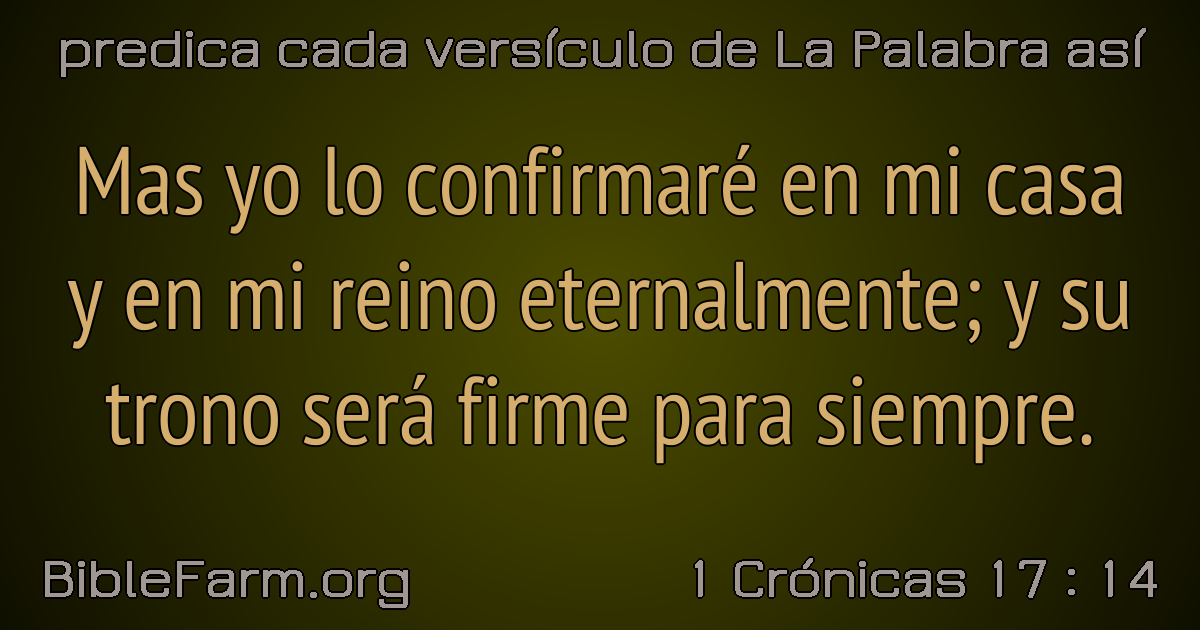 predica cada versículo de La Palabra así
Mas yo lo confirmaré en mi casa
y en mi reino eternalmente; y su
trono será firme para siempre.
BibleFarm.org
1 Crónicas 17 : 14